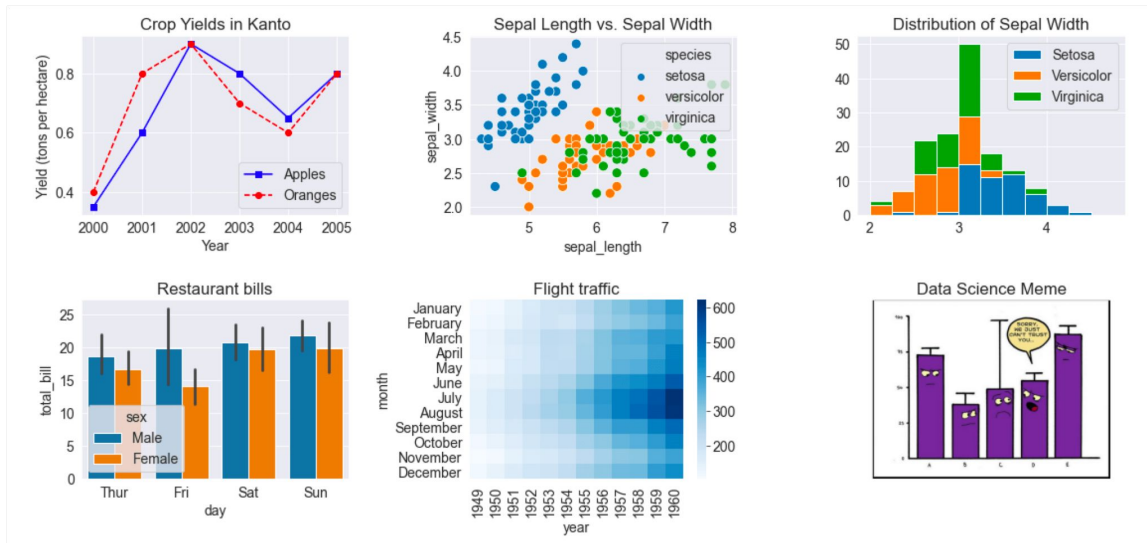 Crop Yields in Kanto
Yield (tons per hectare)
0.8
0.6
0.4
Apples
Oranges
2000 2001 2002 2003 2004 2005
Year
Sepal Length vs. Sepal Width
sepal_width
4.5
4.0
3.5
3.0
2.5
2.0
species
setosa
versicolor
virginica
5 6 7 8
sepal_length
Distribution of Sepal Width
50
40
30
20
10
0
Setosa
Versicolor
Virginica
2 3 4
Restaurant bills
total_bill
25
20
15
10
5
0
sex
Male
Female
Thur Fri Sat Sun
day
Flight traffic
month
January
February
March
April
May
June
July
August
September
October
November
December
1949 1950 1951 1952 1953 1954 1955 1956 1957 1958 1959 1960
year
600
500
400
300
200
Data Science Meme
SORRY,
WE JUST
CAN'T TRUST
YOU...
A B C D E